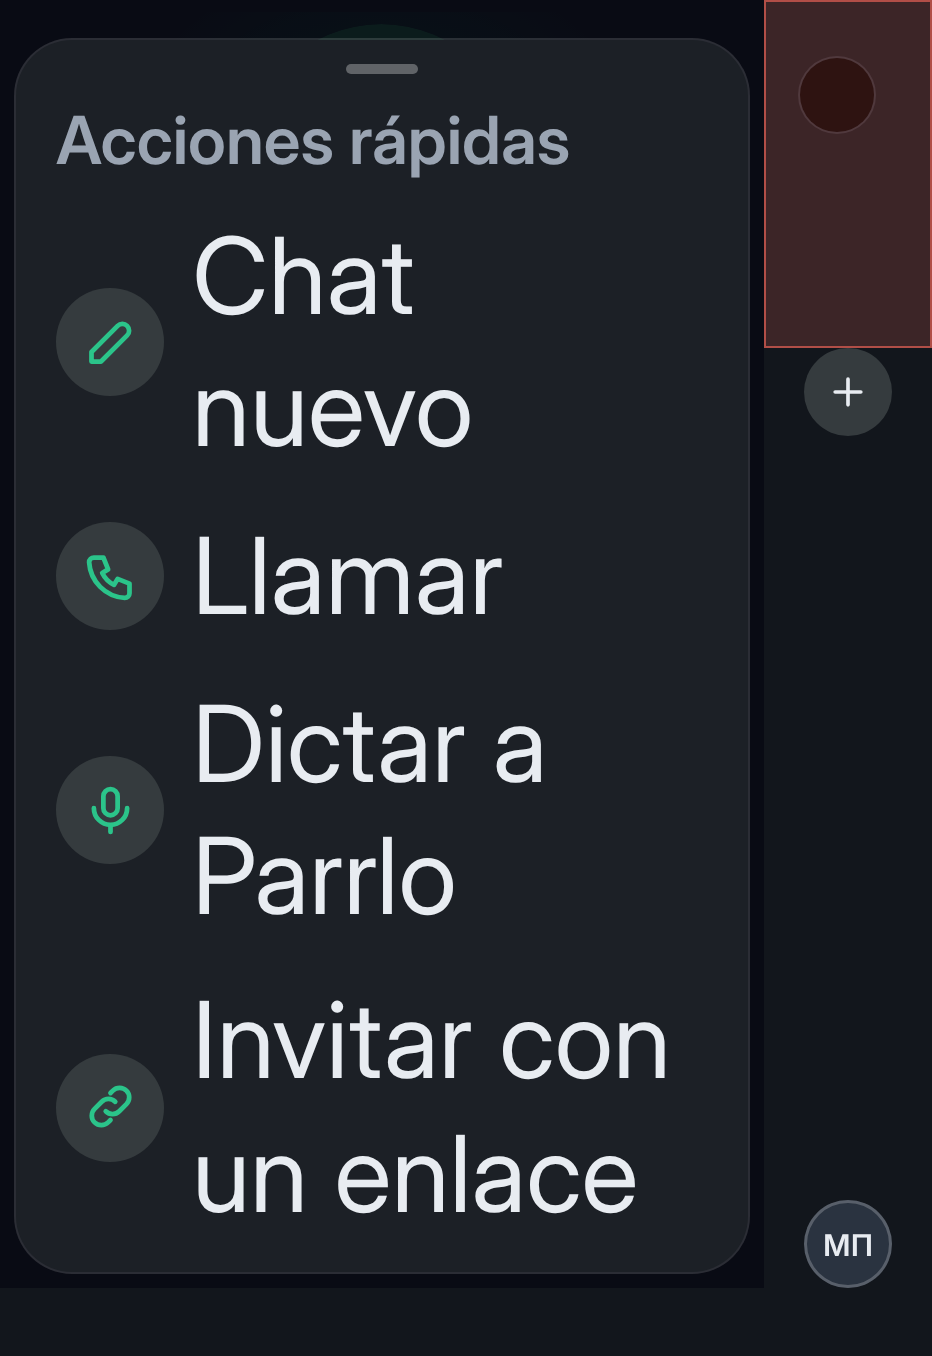 Acciones rápidas
Chat
nuevo
Llamar
Dictar a
Parrlo
Invitar con
un enlace
МП